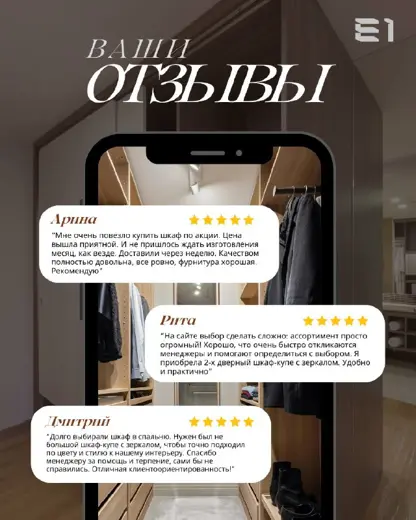 E1
ВАШИ
ОТЗЫВЫ
Арина
"Мне очень повезло купить шкаф по акции. Цена
вышла приятной. И не пришлось ждать изготовления
месяц, как везде. Доставили через неделю. Качеством
полностью довольна, все ровно, фурнитура хорошая.
Рекомендую"
Рита
"На сайте выбор сделать сложно: ассортимент просто
огромный! Хорошо, что очень быстро откликаются
менеджеры и помогают определиться с выбором. Я
приобрела 2-х дверный шкаф-купе с зеркалом. Удобно
и практично"
Дмитрий
"Долго выбирали шкаф в спальню. Нужен был не
большой шкаф-купе с зеркалом, чтобы точно подходил
по цвету и стилю к нашему интерьеру. Спасибо
менеджеру за помощь и терпение, сами бы не
справились. Отличная клиентоориентированность!"